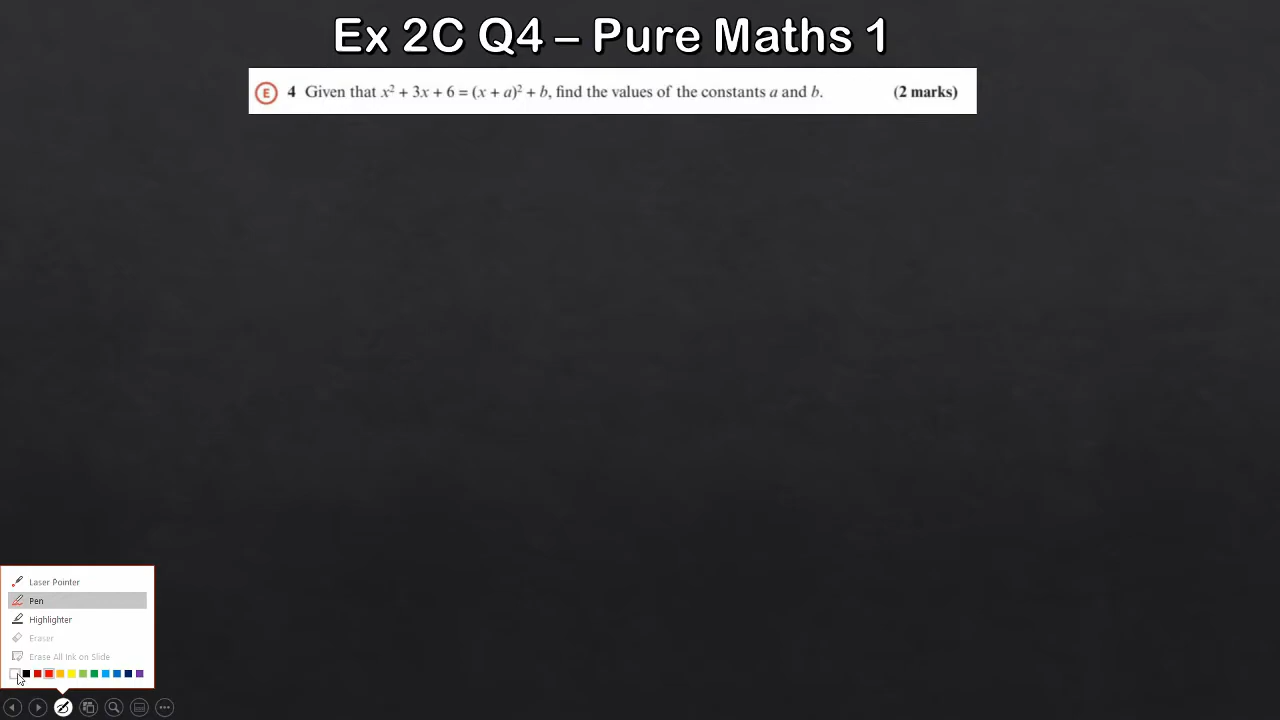 Ex 2C Q4 – Pure Maths 1
E 4 Given that x² + 3x + 6 = (x + a)² + b, find the values of the constants a and b. (2 marks)
Laser Pointer
Pen
Highlighter
Eraser
Erase All Ink on Slide